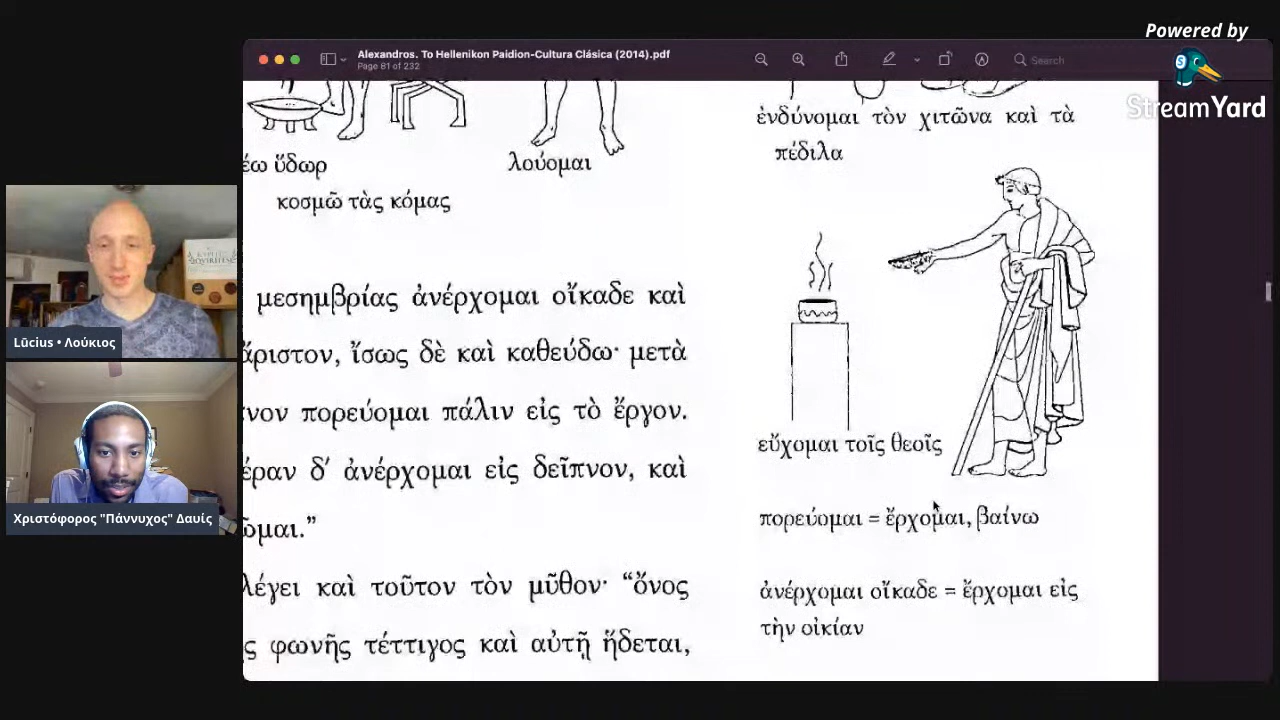 Powered by
StreamYard
Alexandros. To Hellenikon Paidion-Cultura Clásica (2014).pdf
Page 81 of 232
Search
έω ὕδωρ
λούομαι
κοσμῶ τὰς κόμας
ἐνδύνομαι τὸν χιτῶνα καὶ τὰ
πέδιλα
μεσημβρίας ἀνέρχομαι οἴκαδε καὶ
ἄριστον, ἴσως δὲ καὶ καθεύδω· μετὰ
νον πορεύομαι πάλιν εἰς τὸ ἔργον.
έραν δ’ ἀνέρχομαι εἰς δεῖπνον, καὶ
ῶμαι.”
λέγει καὶ τοῦτον τὸν μῦθον· “ὄνος
ς φωνῆς τέττιγος καὶ αὐτῇ ἥδεται,
εὔχομαι τοῖς θεοῖς
πορεύομαι = ἔρχομαι, βαίνω
ἀνέρχομαι οἴκαδε = ἔρχομαι εἰς
τὴν οἰκίαν
Lūcius • Λούκιος
Χριστόφορος "Πάννυχος" Δαυίς